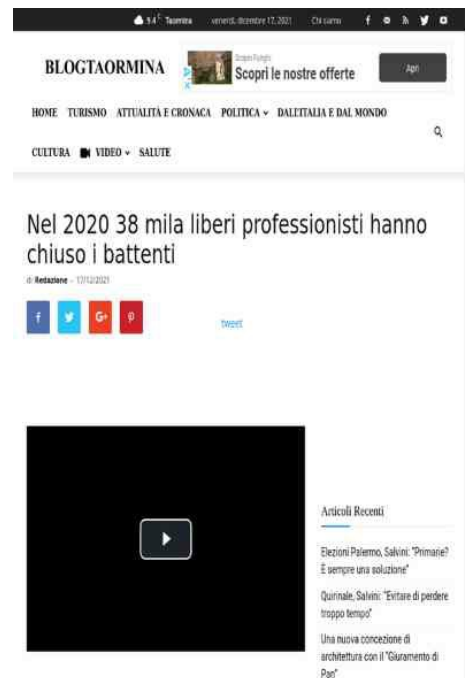 9.4 C Taormina venerdì, dicembre 17, 2021 Chi siamo
BLOGTAORMINA
Scopri le nostre offerte
Apri
HOME TURISMO ATTUALITÀ E CRONACA POLITICA DALL'ITALIA E DAL MONDO
CULTURA VIDEO SALUTE
Nel 2020 38 mila liberi professionisti hanno
chiuso i battenti
di Redazione - 17/12/2021
G+
tweet
Articoli Recenti
Elezioni Palermo, Salvini: "Primarie?
È sempre una soluzione"
Quirinale, Salvini: "Evitare di perdere
troppo tempo"
Una nuova concezione di
architettura con il "Giuramento di
Pan"